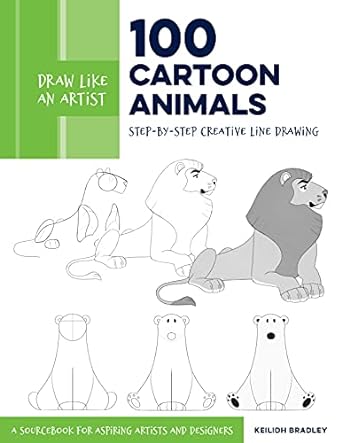 DRAW LIKE
AN ARTIST
100
CARTOON
ANIMALS
STEP-BY-STEP CREATIVE LINE DRAWING
A SOURCEBOOK FOR ASPIRING ARTISTS AND DESIGNERS
KEILIDH BRADLEY